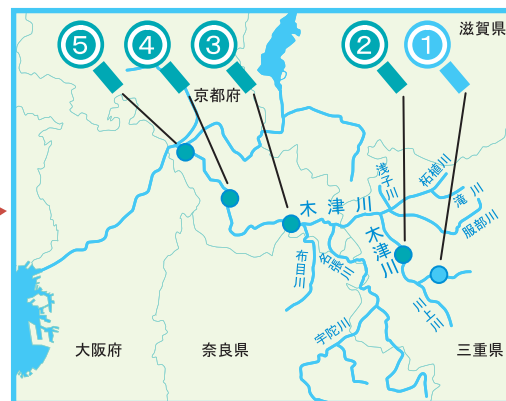 ⑤
④
③
②
①
滋賀県
京都府
浅子川
柘植川
滝川
服部川
木津川
木津川
布目川
名張川
川上川
宇陀川
大阪府
奈良県
三重県